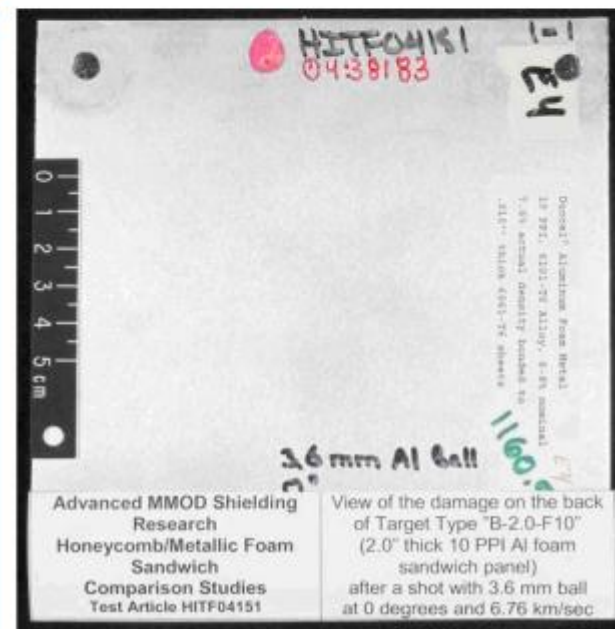 HITF04151
0438183
1-1
E4
0 1 2 3 4 5 cm
Duocel® Aluminum Foam Metal
10 PPI, 6101-T6 Alloy, 6-8% nominal
7.6% actual density bonded to
.010" thick 6061-T6 sheets
1160.
3.6 mm Al Ball
Advanced MMOD Shielding
Research
Honeycomb/Metallic Foam
Sandwich
Comparison Studies
Test Article HITF04151
View of the damage on the back
of Target Type "B-2.0-F10"
(2.0" thick 10 PPI Al foam
sandwich panel)
after a shot with 3.6 mm ball
at 0 degrees and 6.76 km/sec